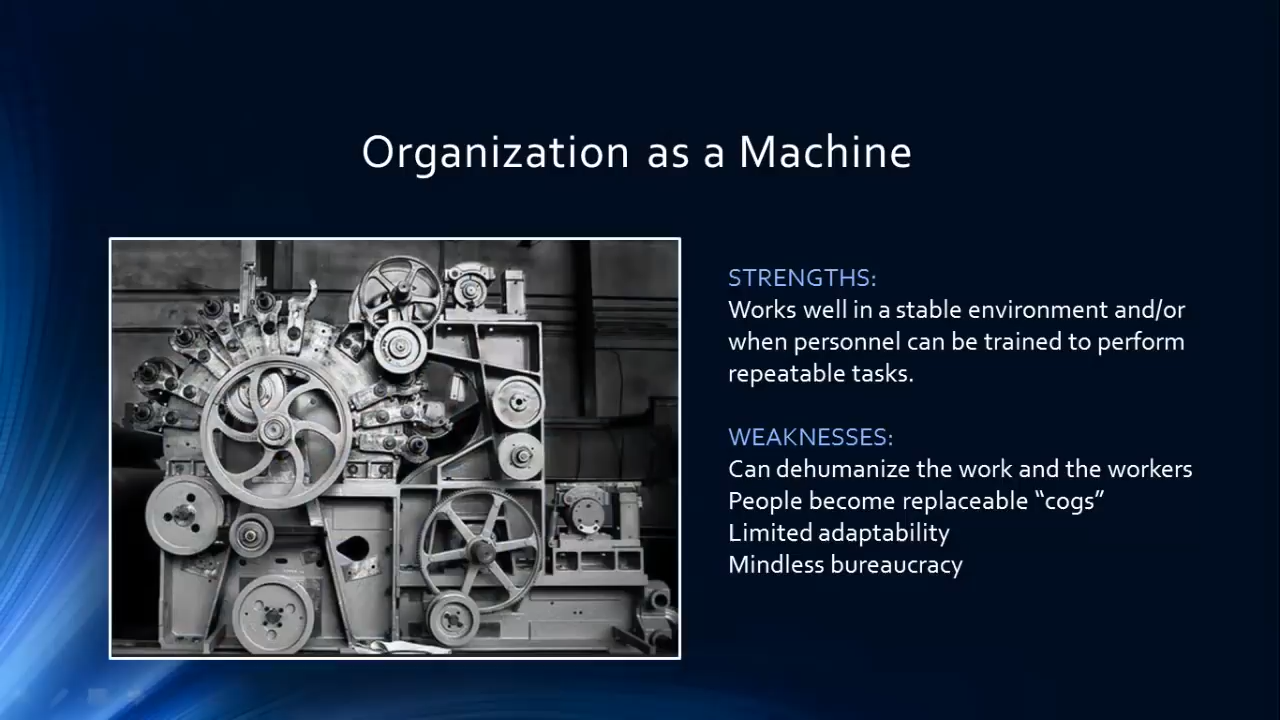 Organization as a Machine
STRENGTHS:
Works well in a stable environment and/or
when personnel can be trained to perform
repeatable tasks.
WEAKNESSES:
Can dehumanize the work and the workers
People become replaceable “cogs”
Limited adaptability
Mindless bureaucracy